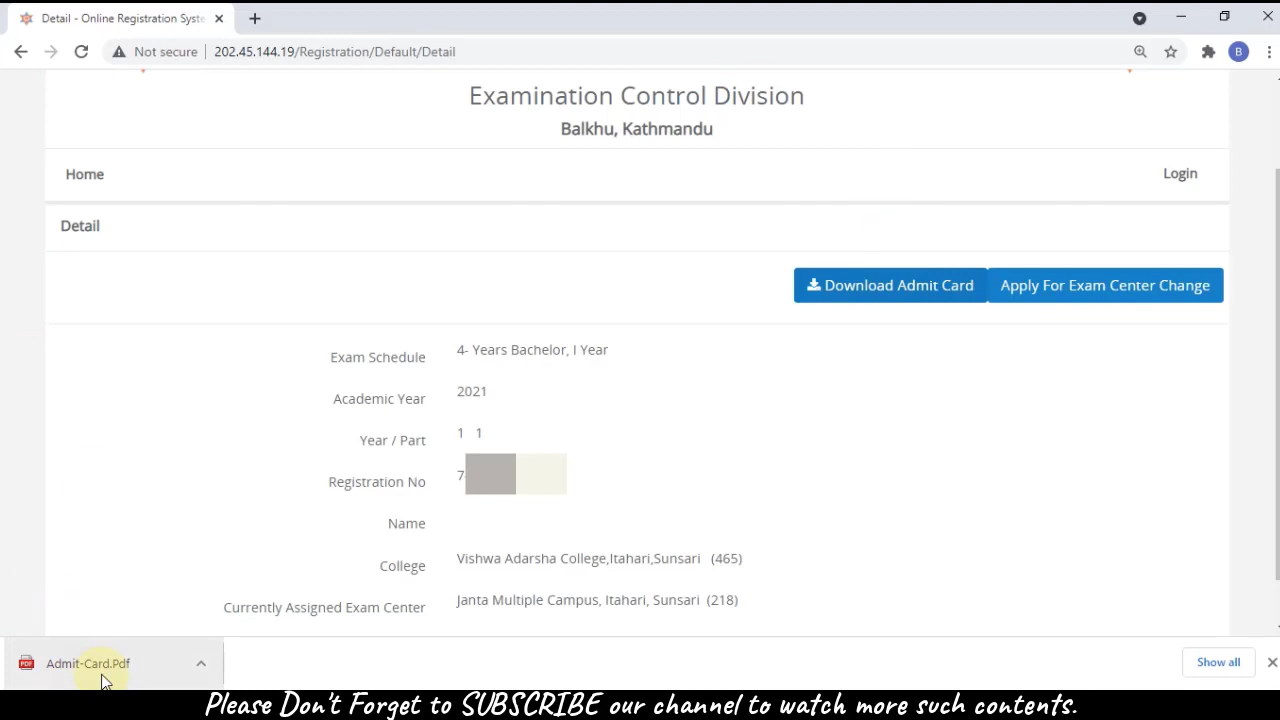 Detail - Online Registration Syste
Not secure
202.45.144.19/Registration/Default/Detail
B
Examination Control Division
Balkhu, Kathmandu
Home
Login
Detail
Download Admit Card
Apply For Exam Center Change
Exam Schedule 4- Years Bachelor, I Year
Academic Year 2021
Year / Part 1 1
Registration No 7
Name
College Vishwa Adarsha College,Itahari,Sunsari (465)
Currently Assigned Exam Center Janta Multiple Campus, Itahari, Sunsari (218)
PDF Admit-Card.Pdf
Show all
Please Don't Forget to SUBSCRIBE our channel to watch more such contents.